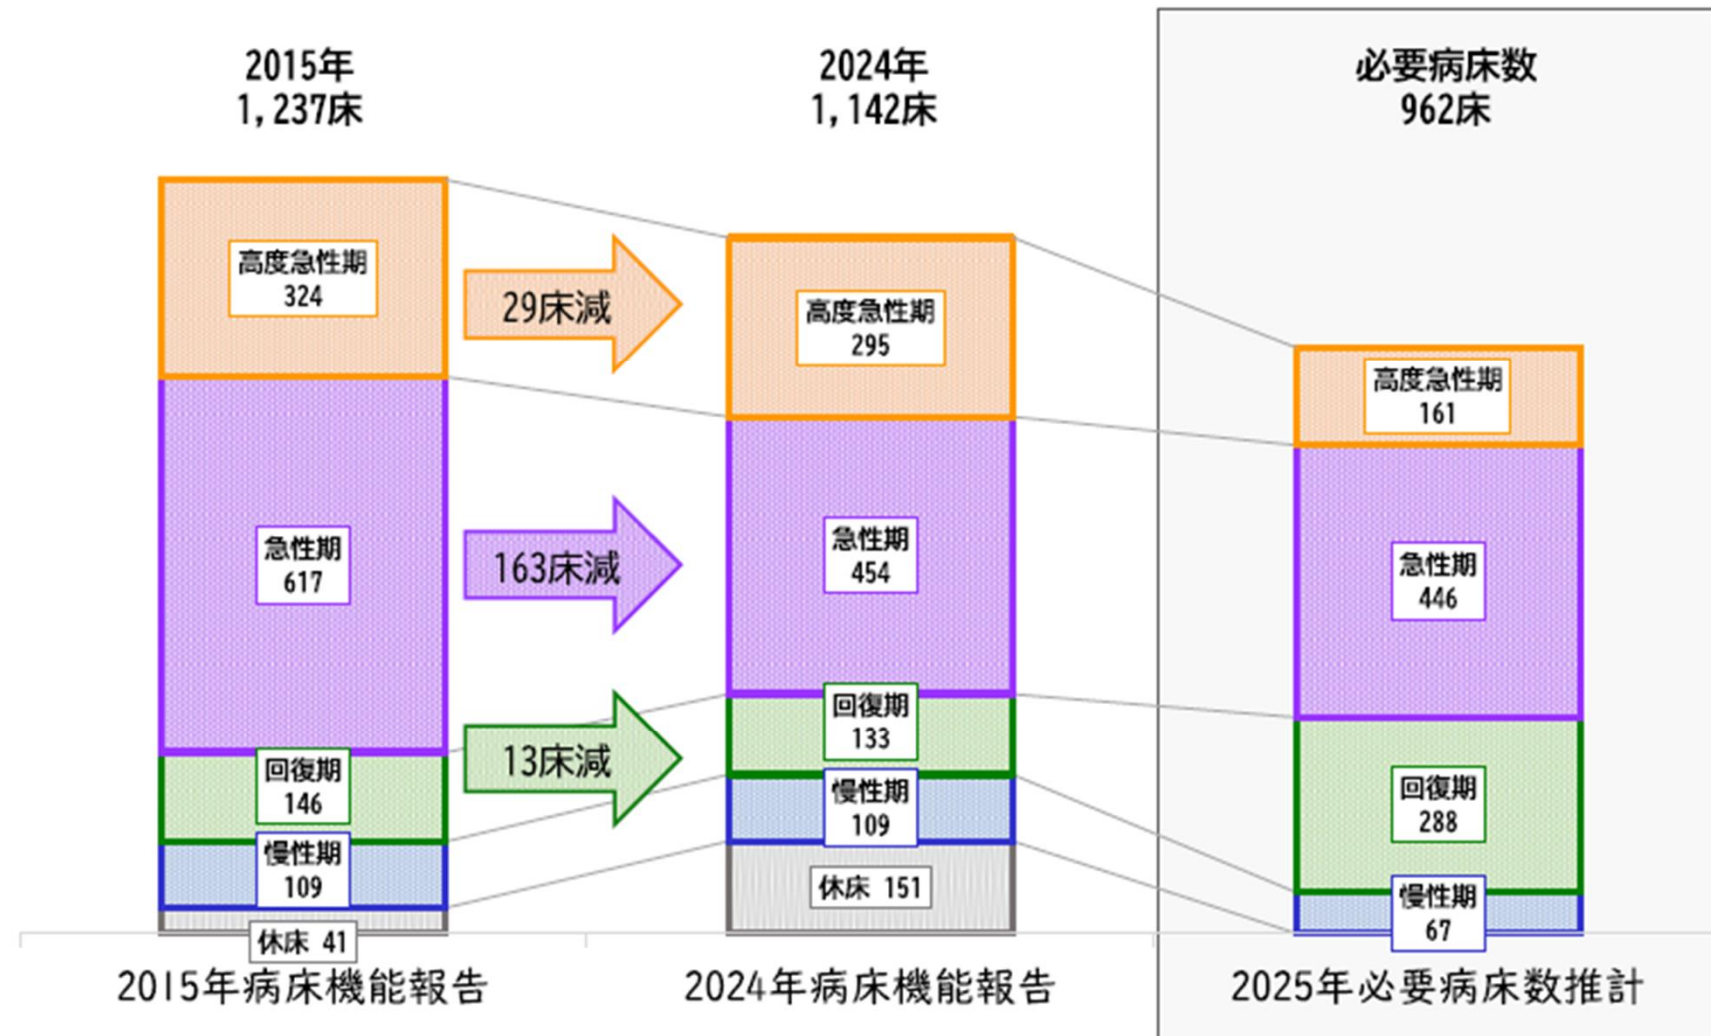 2015年
1,237床
高度急性期
324
急性期
617
回復期
146
慢性期
109
休床 41
2015年病床機能報告
29床減
163床減
13床減
2024年
1,142床
高度急性期
295
急性期
454
回復期
133
慢性期
109
休床 151
2024年病床機能報告
必要病床数
962床
高度急性期
161
急性期
446
回復期
288
慢性期
67
2025年必要病床数推計